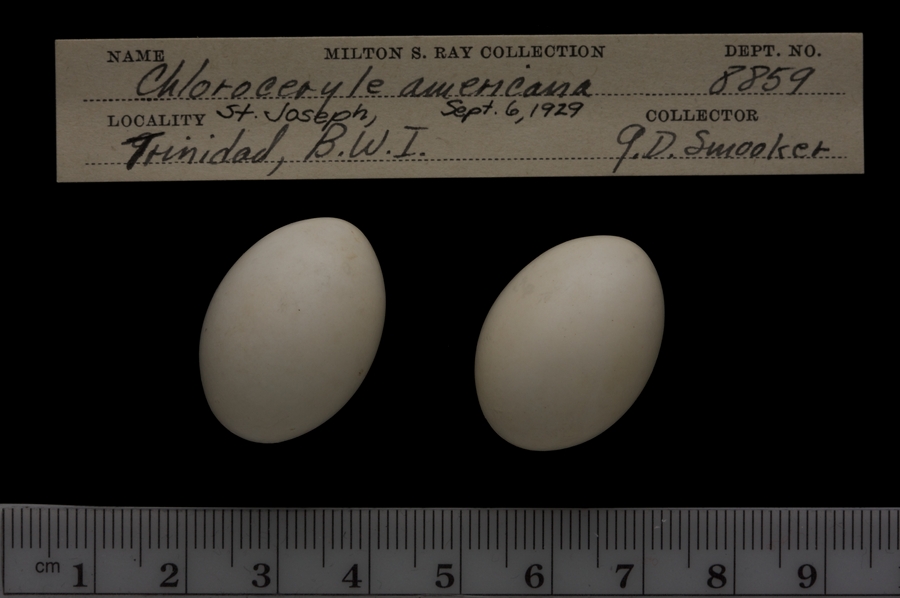 NAME MILTON S. RAY COLLECTION DEPT. NO.
Chloroceryle americana 8859
LOCALITY St. Joseph, Sept. 6, 1929 COLLECTOR
Trinidad, B.W.I. G.D. Smooker
cm 1 2 3 4 5 6 7 8 9